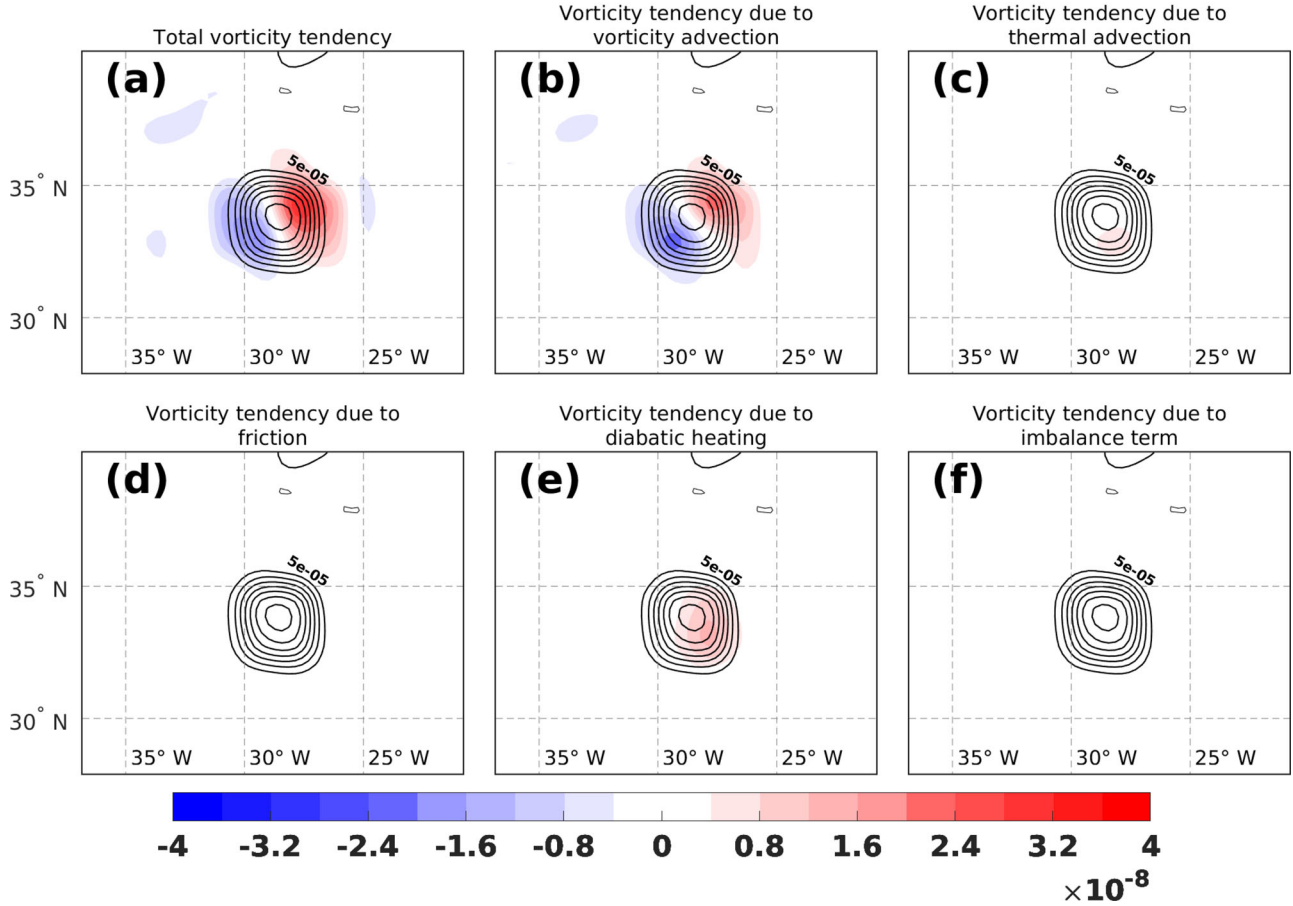 Total vorticity tendency
Vorticity tendency due to
vorticity advection
Vorticity tendency due to
thermal advection
(a)
(b)
(c)
5e-05
5e-05
5e-05
35° N
30° N
35° W
30° W
25° W
35° W
30° W
25° W
35° W
30° W
25° W
Vorticity tendency due to
friction
Vorticity tendency due to
diabatic heating
Vorticity tendency due to
imbalance term
(d)
(e)
(f)
5e-05
5e-05
5e-05
35° N
30° N
35° W
30° W
25° W
35° W
30° W
25° W
35° W
30° W
25° W
-4 -3.2 -2.4 -1.6 -0.8 0 0.8 1.6 2.4 3.2 4
×10⁻⁸